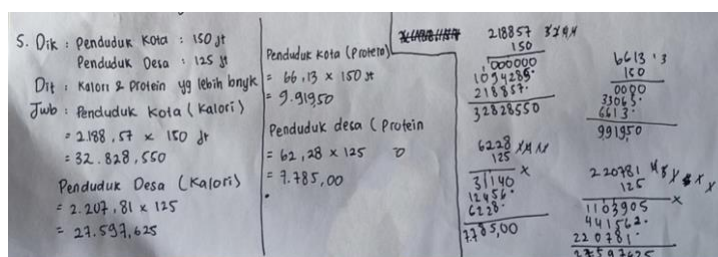 5. Dik : Penduduk Kota : 150 jt
Penduduk Desa : 125 jt
Dit : Kalori & Protein yg lebih bnyk
Jwb : Penduduk Kota (Kalori)
= 2.188,57 x 150 jt
= 32.828,550
Penduduk Desa (Kalori)
= 2.207,81 x 125
= 27.597,625
Penduduk Kota (Protein)
= 66,13 x 150 jt
= 9.919,50
Penduduk desa (Protein
= 62,28 x 125
= 7.785,00
218857
150
000000
1094285.
218857.
32828550
6228
125
x
31140
12456.
6228.
7785,00
6613
150
0000
33065.
6613.
991950
220781
125
x
1103905
441562.
220781.
27597625